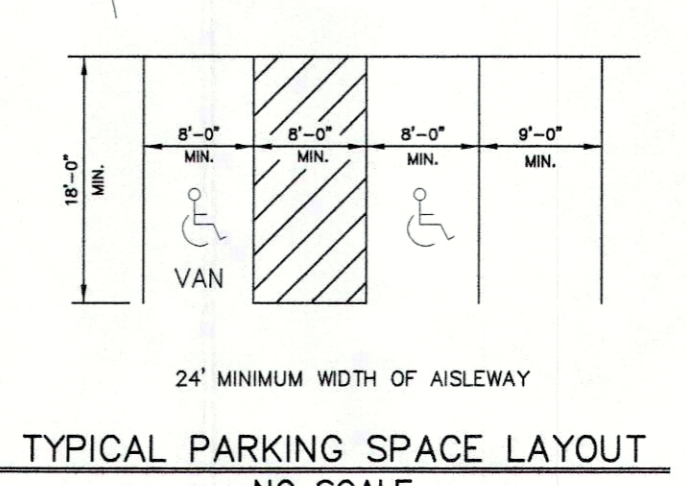 8'-0" 8'-0" 8'-0" 9'-0"
MIN. MIN. MIN. MIN.
18'-0"
MIN.
VAN
24' MINIMUM WIDTH OF AISLEWAY
TYPICAL PARKING SPACE LAYOUT
NO SCALE